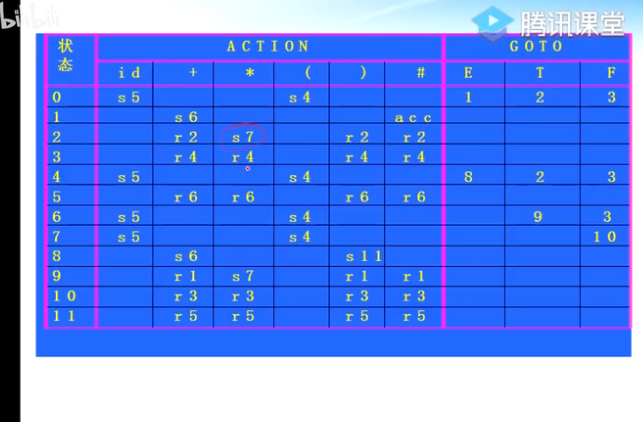 bilibili
腾讯课堂
状态 ACTION GOTO
id + * ( ) # E T F
0 s5 s4 1 2 3
1 s6 acc
2 r2 s7 r2 r2
3 r4 r4 r4 r4
4 s5 s4 8 2 3
5 r6 r6 r6 r6
6 s5 s4 9 3
7 s5 s4 10
8 s6 s11
9 r1 s7 r1 r1
10 r3 r3 r3 r3
11 r5 r5 r5 r5